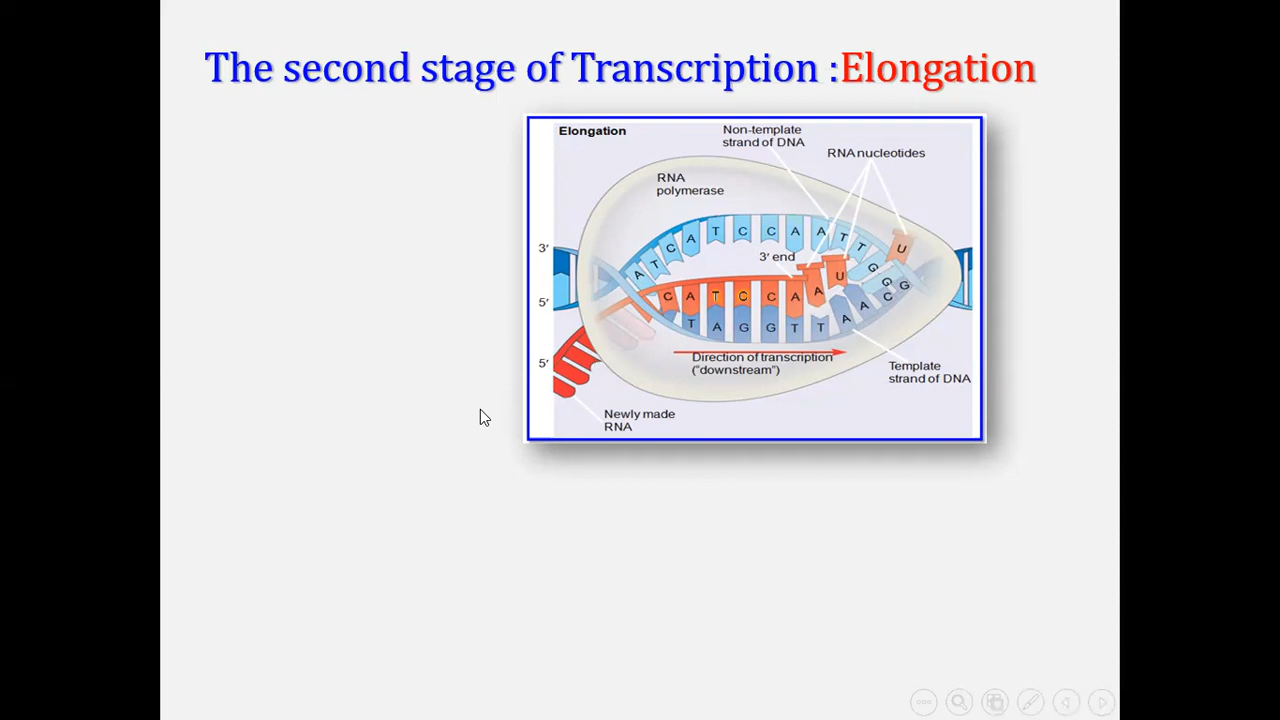 The second stage of Transcription :Elongation
Elongation
Non-template
strand of DNA
RNA nucleotides
RNA
polymerase
3′
5′
5′
3′ end
A T C A T C C A A T T G G
U
C A T C C A A U
T A G G T T A A C G
Direction of transcription
("downstream")
Template
strand of DNA
Newly made
RNA